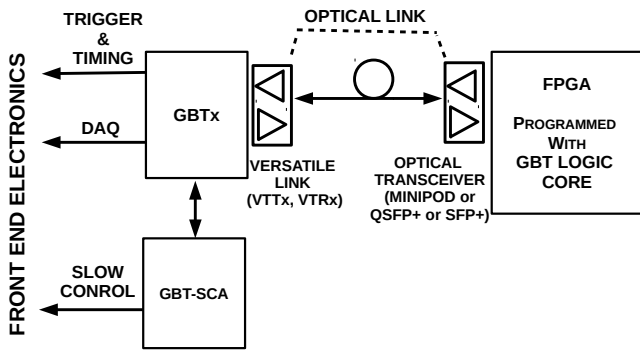 TRIGGER
&
TIMING
OPTICAL LINK
FRONT END ELECTRONICS
DAQ
GBTx
FPGA
PROGRAMMED
WITH
GBT LOGIC
CORE
VERSATILE
LINK
(VTTx, VTRx)
OPTICAL
TRANSCEIVER
(MINIPOD or
QSFP+ or SFP+)
SLOW
CONROL
GBT-SCA